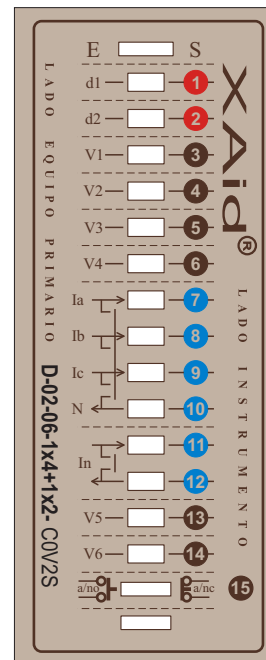 E S
d1 1
d2 2
V1 3
V2 4
V3 5
V4 6
Ia 7
Ib 8
Ic 9
N 10
In 11
12
V5 13
V6 14
a/no a/nc 15
LADO EQUIPO PRIMARIO
D-02-06-1x4+1x2- C0V2S
XAid®
LADO INSTRUMENTO